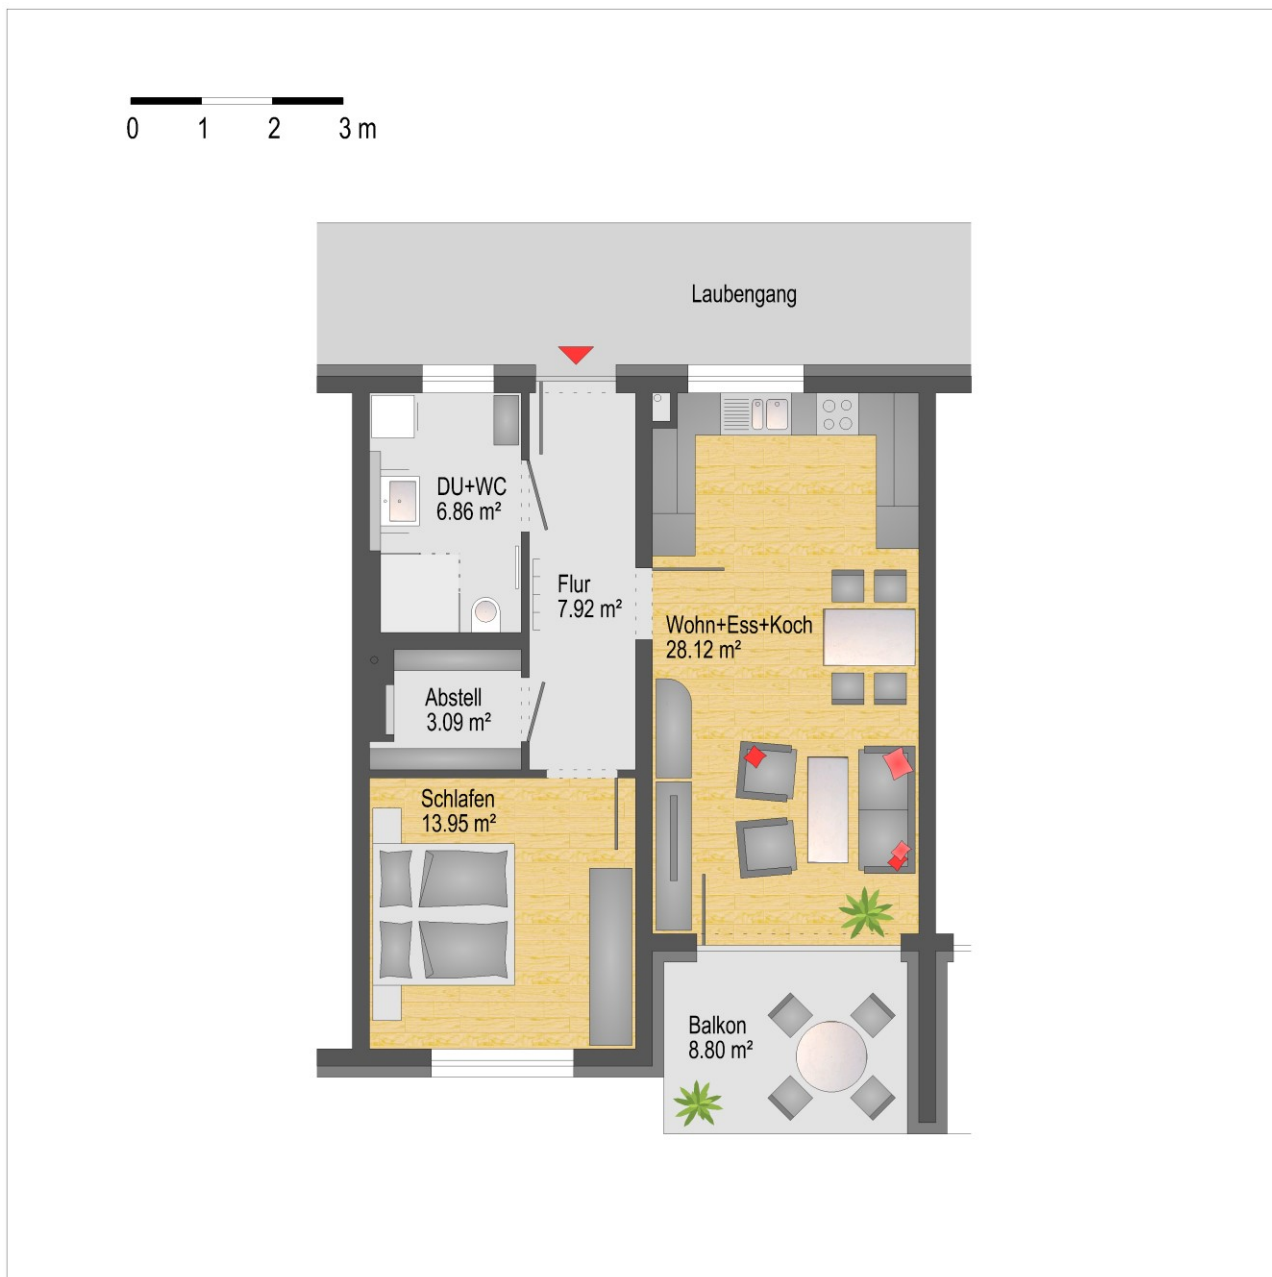 0 1 2 3 m
Laubengang
DU+WC
6.86 m²
Flur
7.92 m²
Wohn+Ess+Koch
28.12 m²
Abstell
3.09 m²
Schlafen
13.95 m²
Balkon
8.80 m²